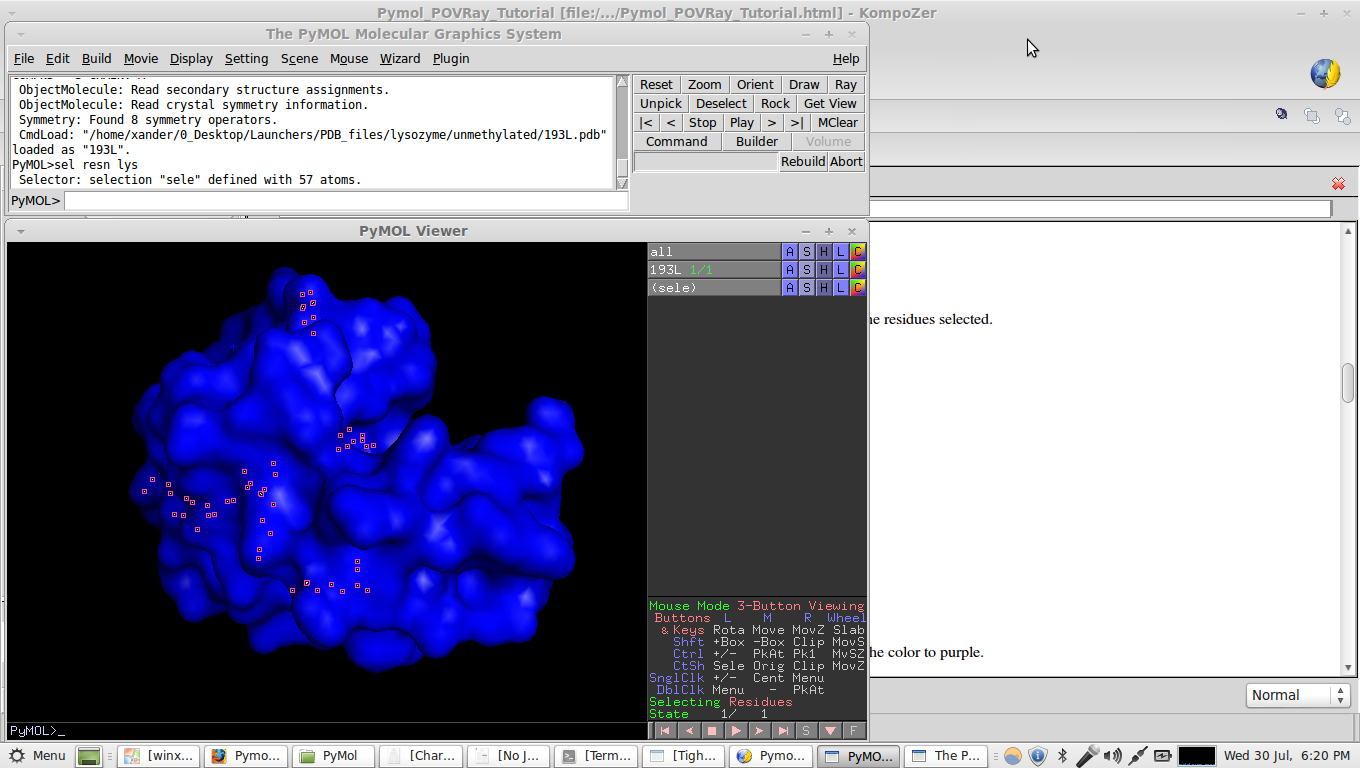 Pymol_POVRay_Tutorial [file:/.../Pymol_POVRay_Tutorial.html] - KompoZer
The PyMOL Molecular Graphics System
File Edit Build Movie Display Setting Scene Mouse Wizard Plugin Help
ObjectMolecule: Read secondary structure assignments.
ObjectMolecule: Read crystal symmetry information.
Symmetry: Found 8 symmetry operators.
CmdLoad: "/home/xander/0_Desktop/Launchers/PDB_files/lysozyme/unmethylated/193L.pdb"
loaded as "193L".
PyMOL>sel resn lys
Selector: selection "sele" defined with 57 atoms.
PyMOL>
Reset Zoom Orient Draw Ray
Unpick Deselect Rock Get View
|< < Stop Play > >| MClear
Command Builder Volume
Rebuild Abort
PyMOL Viewer
all A S H L C
193L 1/1 A S H L C
(sele) A S H L C
he residues selected.
he color to purple.
Mouse Mode 3-Button Viewing
Buttons L M R Wheel
& Keys Rota Move MovZ Slab
Shft +Box -Box Clip MovS
Ctrl +/- PkAt Pk1 MvSZ
CtSh Sele Orig Clip MovZ
SnglClk +/- Cent Menu
DblClk Menu - PkAt
Selecting Residues
State 1/ 1
PyMOL>_
S F
Normal
Menu [winx... Pymo... PyMol [Char... [No J... [Term... [Tigh... Pymo... PyMO... The P... Wed 30 Jul, 6:20 PM